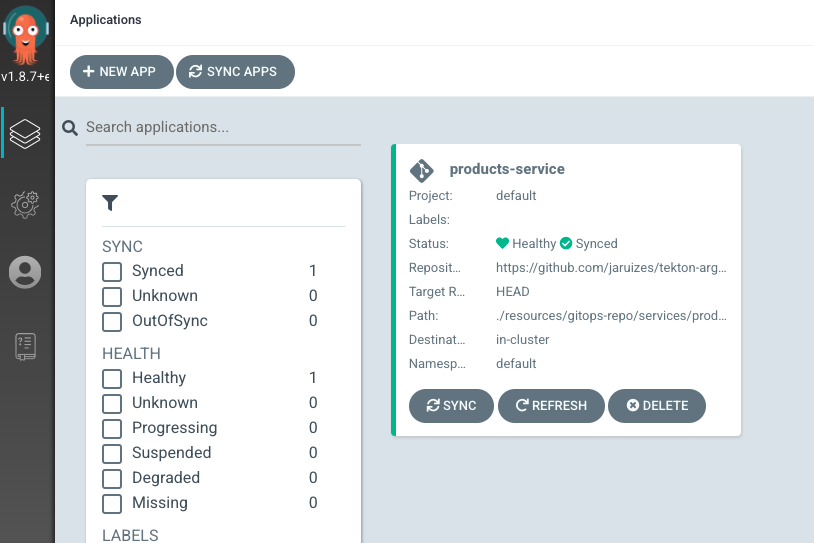 Applications
v1.8.7+e
NEW APP
SYNC APPS
Search applications...
SYNC
Synced 1
Unknown 0
OutOfSync 0
HEALTH
Healthy 1
Unknown 0
Progressing 0
Suspended 0
Degraded 0
Missing 0
LABELS
products-service
Project: default
Labels:
Status: Healthy Synced
Reposit... https://github.com/jaruizes/tekton-arg...
Target R... HEAD
Path: ./resources/gitops-repo/services/prod...
Destinat... in-cluster
Namesp... default
SYNC REFRESH DELETE